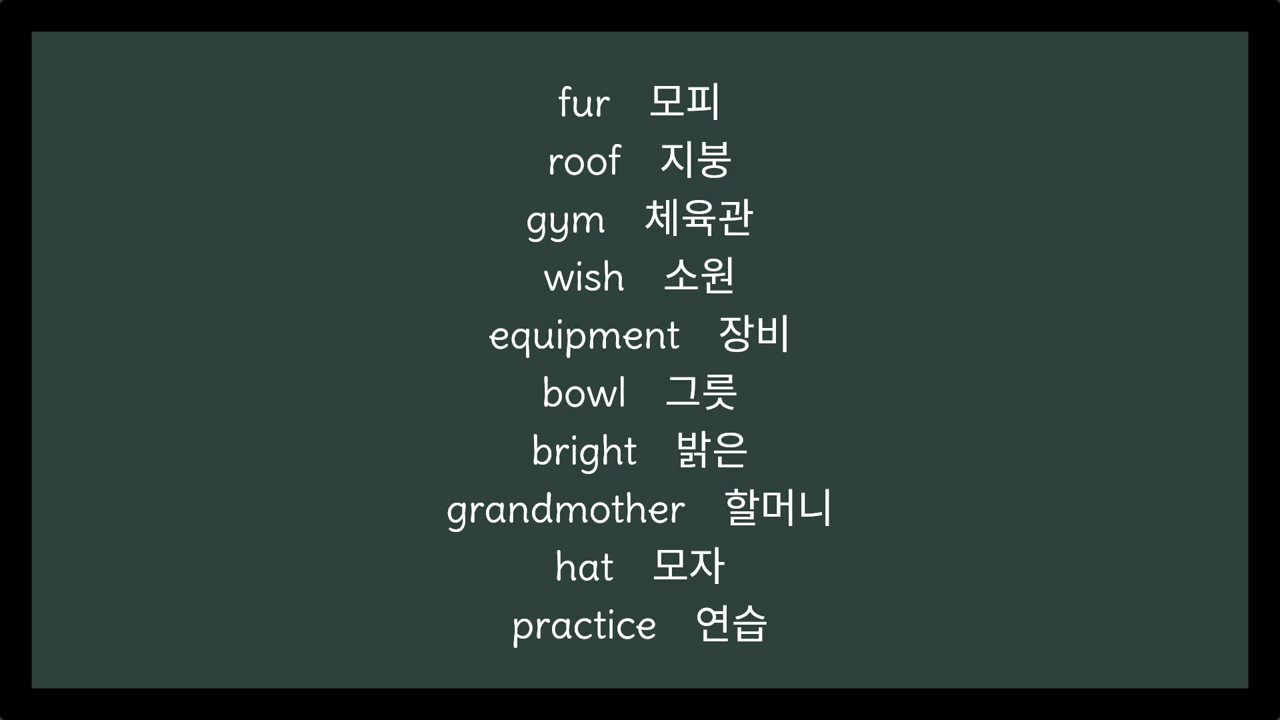 fur 모피
roof 지붕
gym 체육관
wish 소원
equipment 장비
bowl 그릇
bright 밝은
grandmother 할머니
hat 모자
practice 연습